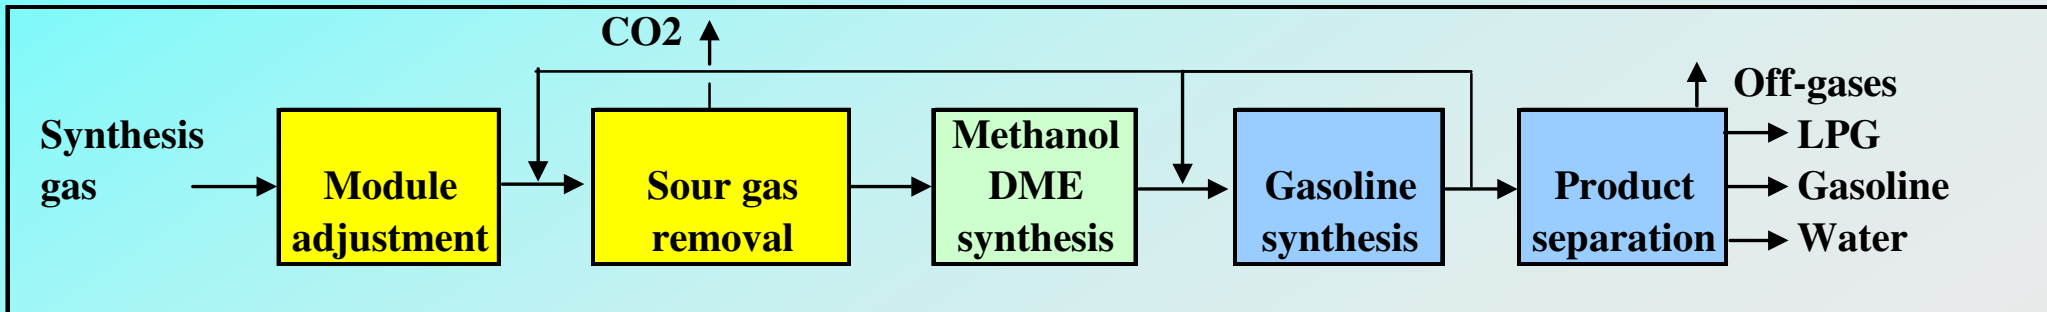 CO2
Synthesis
gas
Module
adjustment
Sour gas
removal
Methanol
DME
synthesis
Gasoline
synthesis
Product
separation
Off-gases
LPG
Gasoline
Water